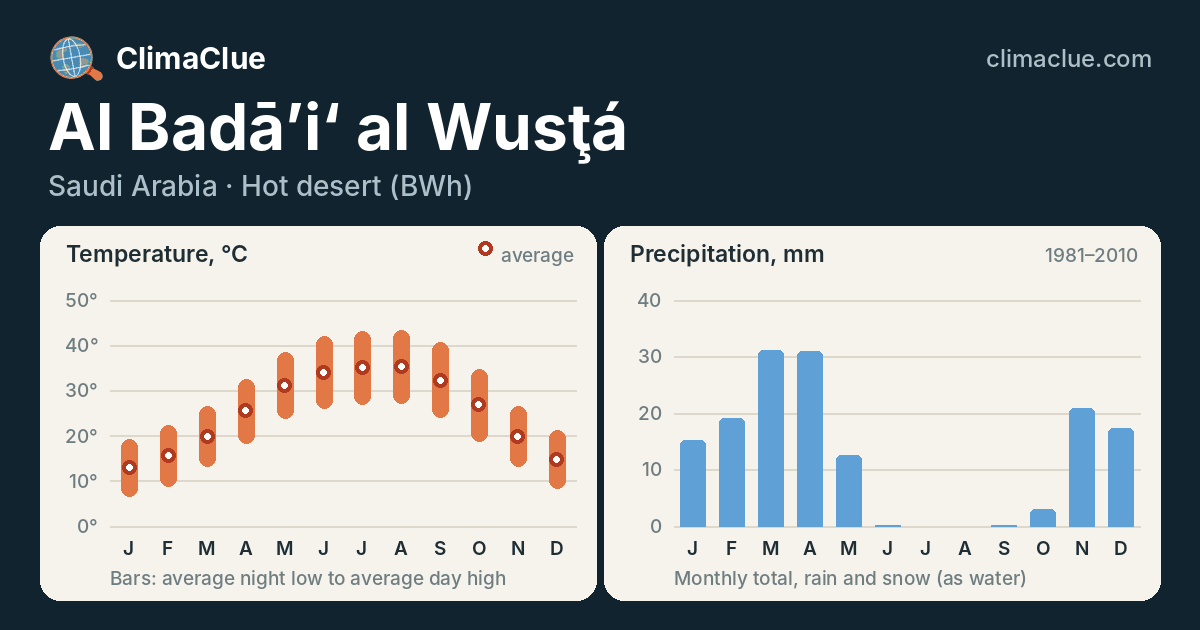 ClimaClue
climaclue.com
Al Badā’i‘ al Wusţá
Saudi Arabia · Hot desert (BWh)
Temperature, °C
average
50°
40°
30°
20°
10°
0°
J F M A M J J A S O N D
Bars: average night low to average day high
Precipitation, mm
1981–2010
40
30
20
10
0
J F M A M J J A S O N D
Monthly total, rain and snow (as water)